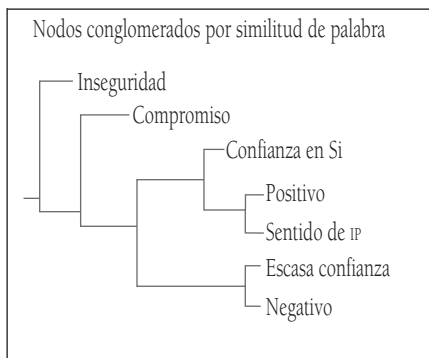 Nodos conglomerados por similitud de palabra
Inseguridad
Compromiso
Confianza en Si
Positivo
Sentido de IP
Escasa confianza
Negativo